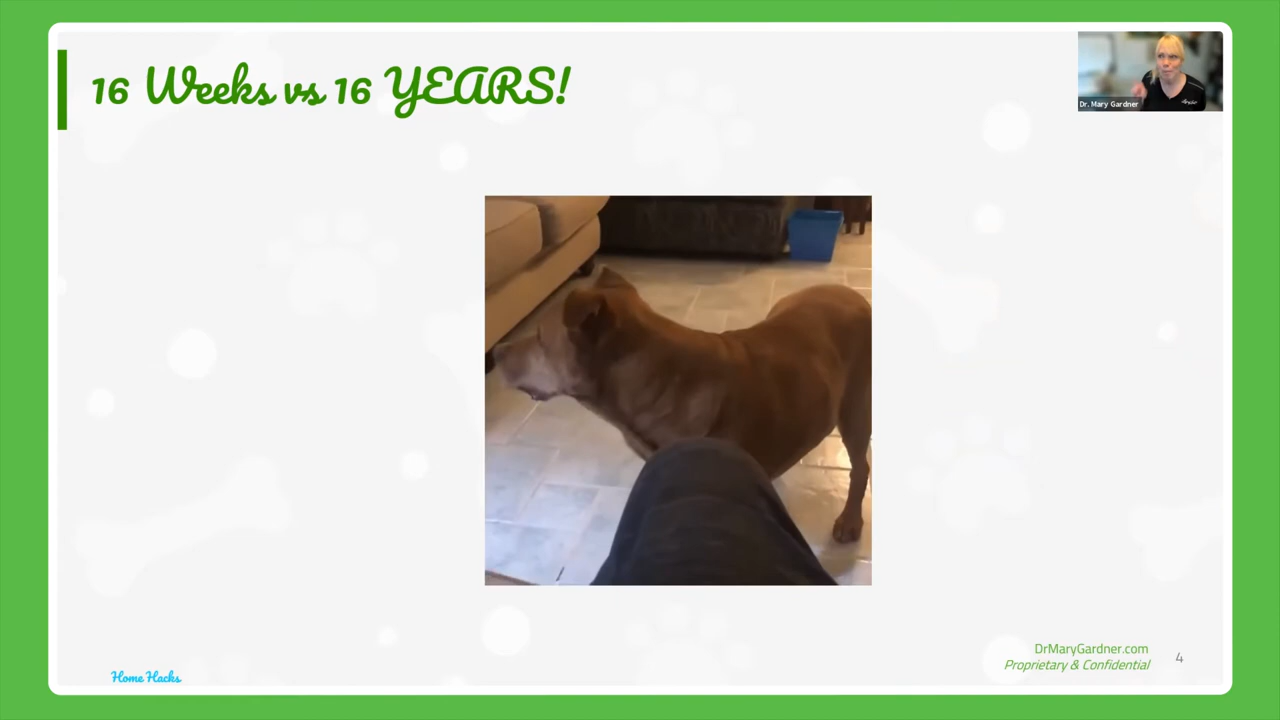 16 Weeks vs 16 YEARS!
Dr. Mary Gardner
DrMaryGardner.com
Proprietary & Confidential
4
Home Hacks